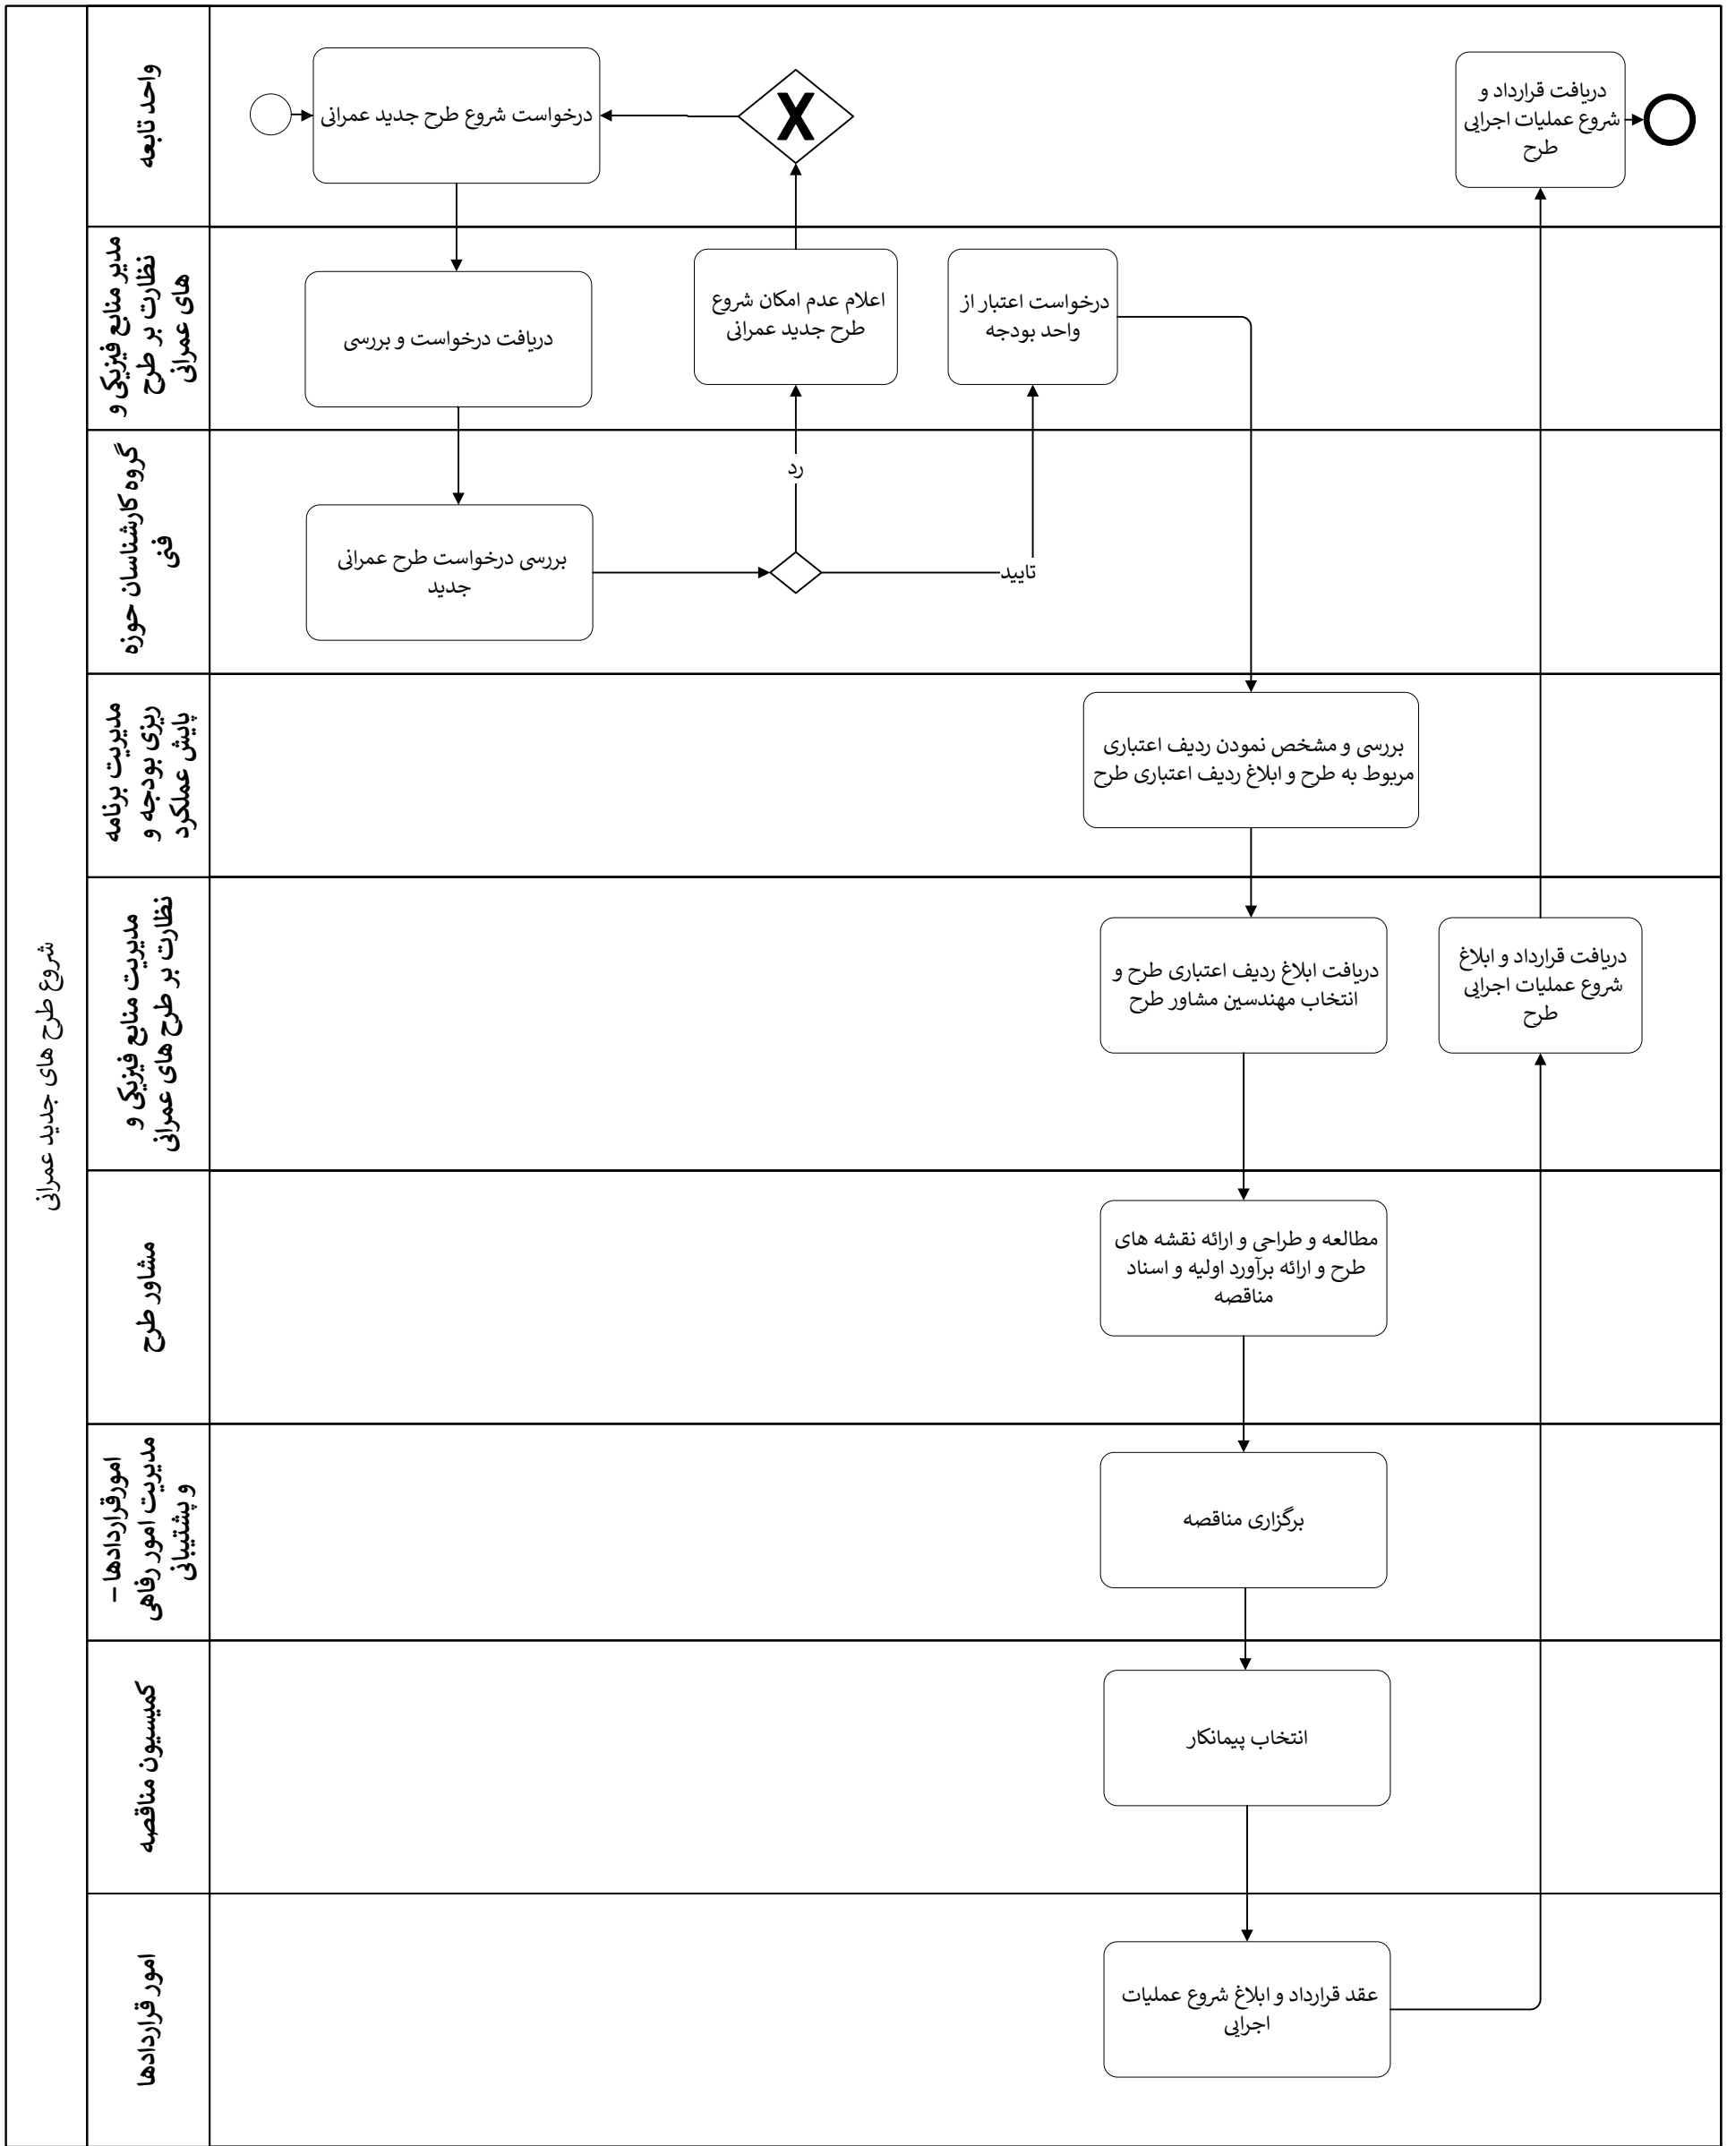 شروع طرح های جدید عمرانی
واحد تابعه
درخواست شروع طرح جدید عمرانی
X
دریافت قرارداد و
شروع عملیات اجرایی
طرح
مدیر منابع فیزیکی و
نظارت بر طرح
های عمرانی
دریافت درخواست و بررسی
اعلام عدم امکان شروع
طرح جدید عمرانی
درخواست اعتبار از
واحد بودجه
گروه کارشناسان حوزه
فنی
بررسی درخواست طرح عمرانی
جدید
رد
تایید
مدیریت برنامه
ریزی بودجه و
پایش عملکرد
بررسی و مشخص نمودن ردیف اعتباری
مربوط به طرح و ابلاغ ردیف اعتباری طرح
مدیریت منابع فیزیکی و
نظارت بر طرح های عمرانی
دریافت ابلاغ ردیف اعتباری طرح و
انتخاب مهندسین مشاور طرح
دریافت قرارداد و ابلاغ
شروع عملیات اجرایی
طرح
مشاور طرح
مطالعه و طراحی و ارائه نقشه های
طرح و ارائه برآورد اولیه و اسناد
مناقصه
امورقراردادها –
مدیریت امور رفاهی
و پشتیبانی
برگزاری مناقصه
کمیسیون مناقصه
انتخاب پیمانکار
امور قراردادها
عقد قرارداد و ابلاغ شروع عملیات
اجرایی